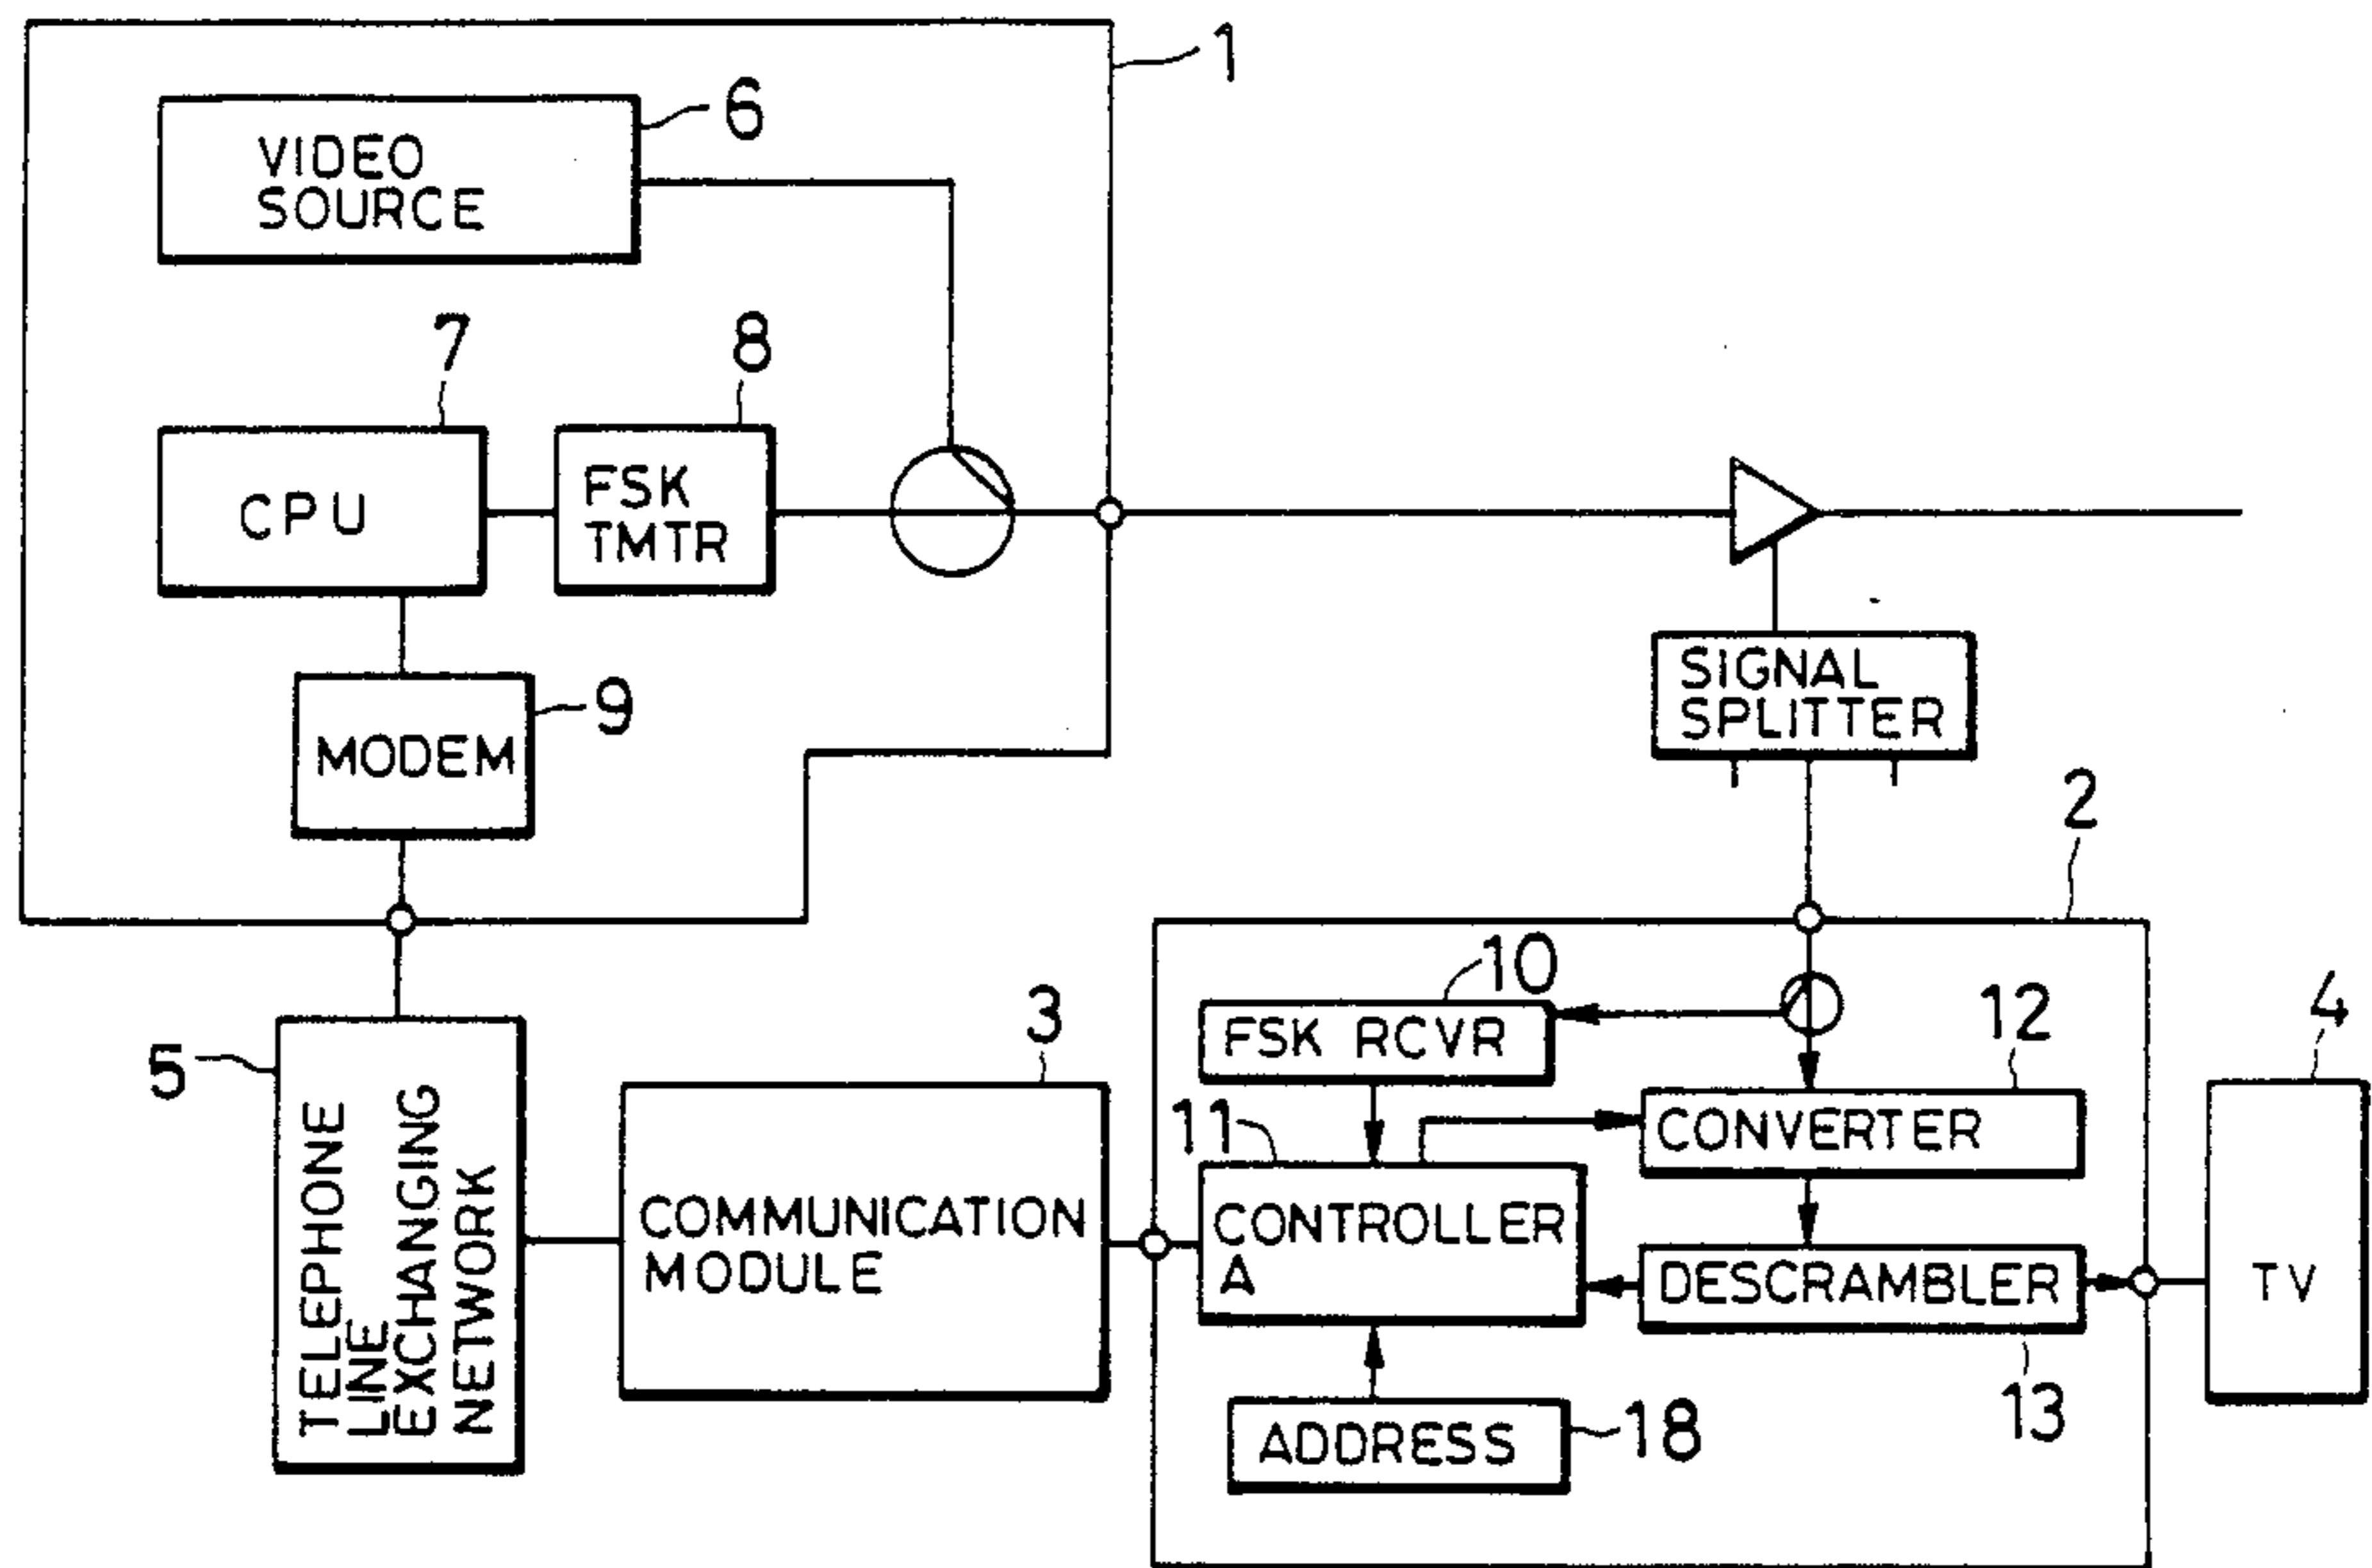 1
6
VIDEO
SOURCE
7
8
CPU
FSK
TMTR
SIGNAL
SPLITTER
9
MODEM
2
10
3
12
4
5
FSK RCVR
11
CONVERTER
TELEPHONE
LINE
EXCHANGING
NETWORK
COMMUNICATION
MODULE
CONTROLLER
A
DESCRAMBLER
TV
13
ADDRESS
18